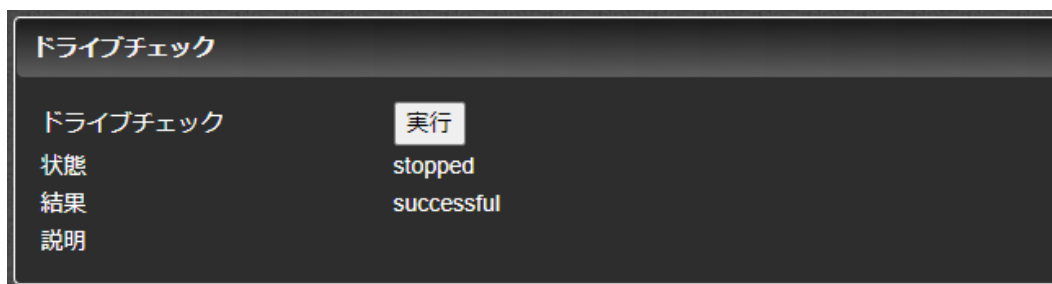 ドライブチェック
ドライブチェック 実行
状態 stopped
結果 successful
説明